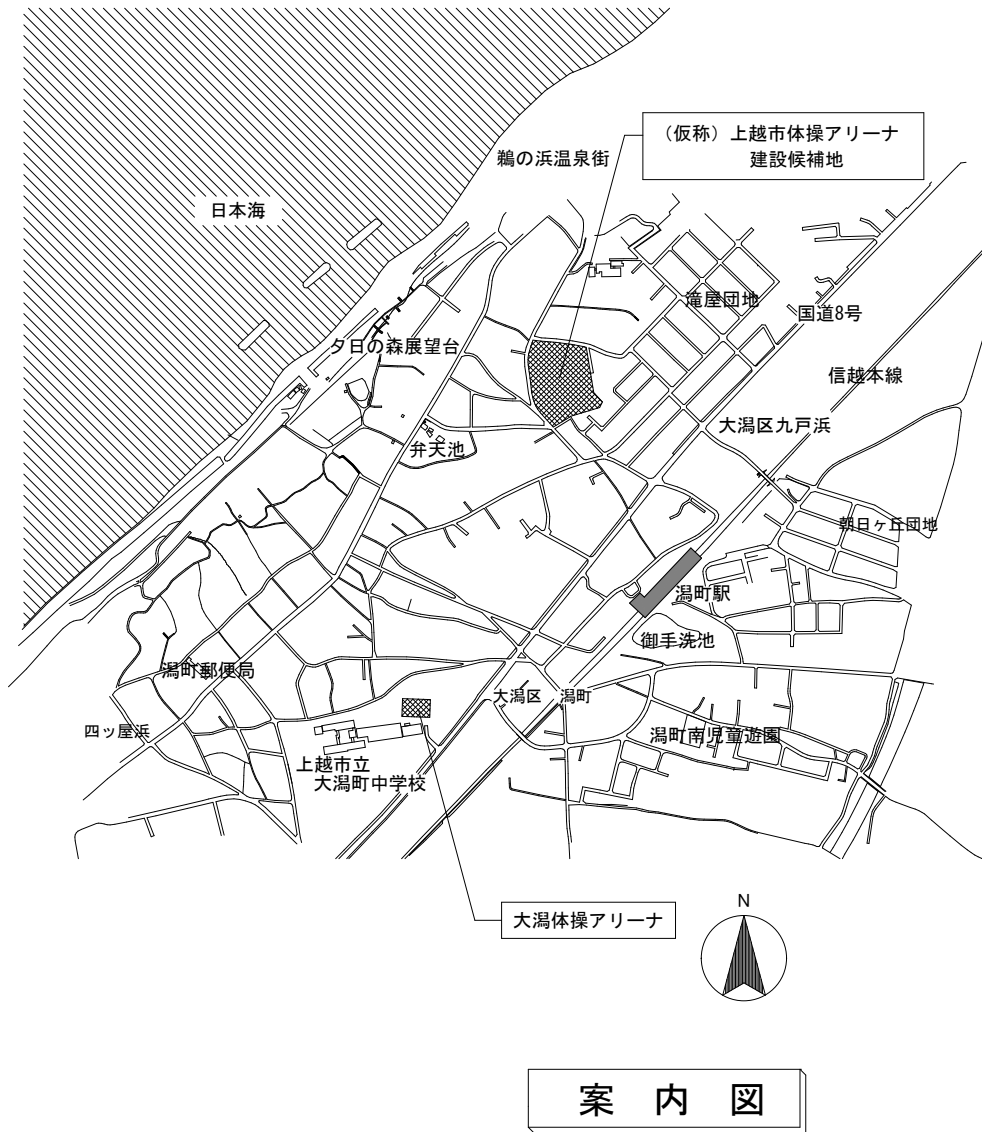 （仮称）上越市体操アリーナ
建設候補地
鵜の浜温泉街
日本海
滝屋団地
国道8号
夕日の森展望台
信越本線
大潟区九戸浜
弁天池
朝日ヶ丘団地
潟町駅
御手洗池
潟町郵便局
大潟区 潟町
四ッ屋浜
潟町南児童遊園
上越市立
大潟町中学校
大潟体操アリーナ
N
案内図